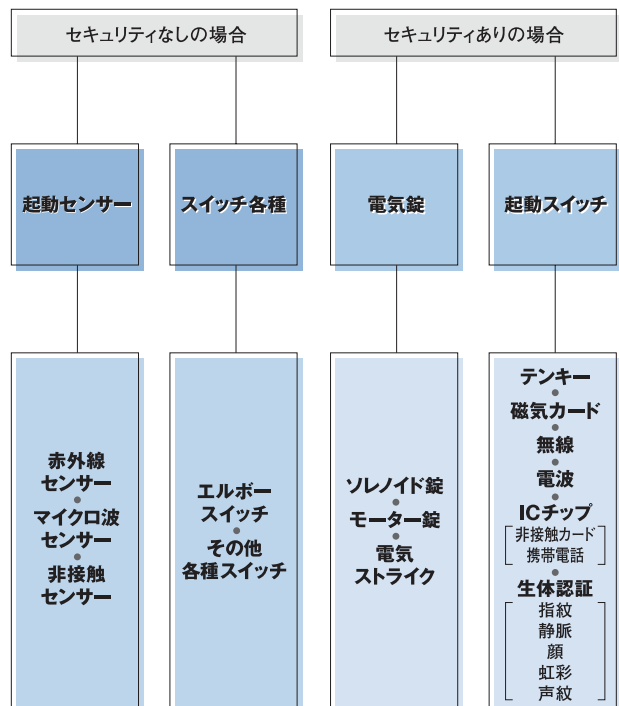 セキュリティなしの場合
セキュリティありの場合
起動センサー
スイッチ各種
電気錠
起動スイッチ
赤外線
センサー
マイクロ波
センサー
非接触
センサー
エルボー
スイッチ
その他
各種スイッチ
ソレノイド錠
モーター錠
電気
ストライク
テンキー
磁気カード
無線
電波
ICチップ
非接触カード
携帯電話
生体認証
指紋
静脈
顔
虹彩
声紋